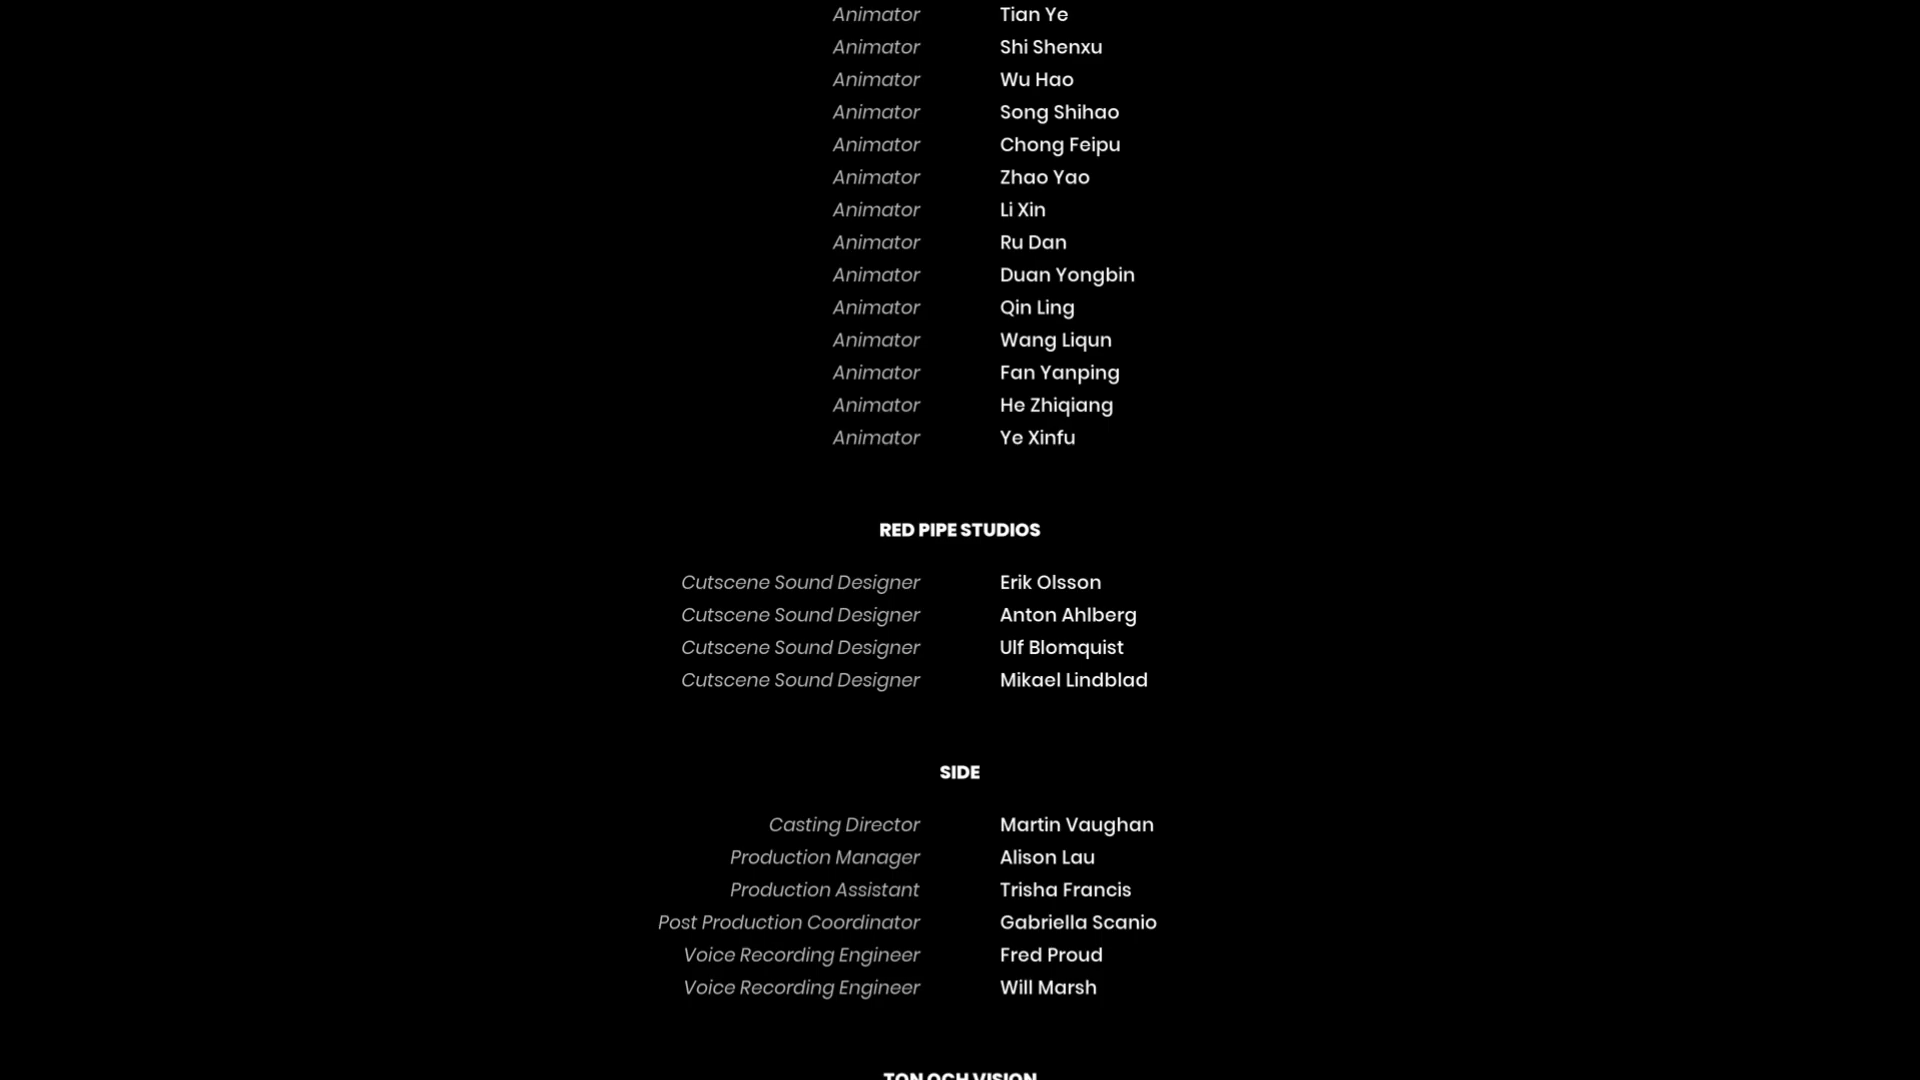 Animator Tian Ye
Animator Shi Shenxu
Animator Wu Hao
Animator Song Shihao
Animator Chong Feipu
Animator Zhao Yao
Animator Li Xin
Animator Ru Dan
Animator Duan Yongbin
Animator Qin Ling
Animator Wang Liqun
Animator Fan Yanping
Animator He Zhiqiang
Animator Ye Xinfu
RED PIPE STUDIOS
Cutscene Sound Designer Erik Olsson
Cutscene Sound Designer Anton Ahlberg
Cutscene Sound Designer Ulf Blomquist
Cutscene Sound Designer Mikael Lindblad
SIDE
Casting Director Martin Vaughan
Production Manager Alison Lau
Production Assistant Trisha Francis
Post Production Coordinator Gabriella Scanio
Voice Recording Engineer Fred Proud
Voice Recording Engineer Will Marsh
TON OCH VISION